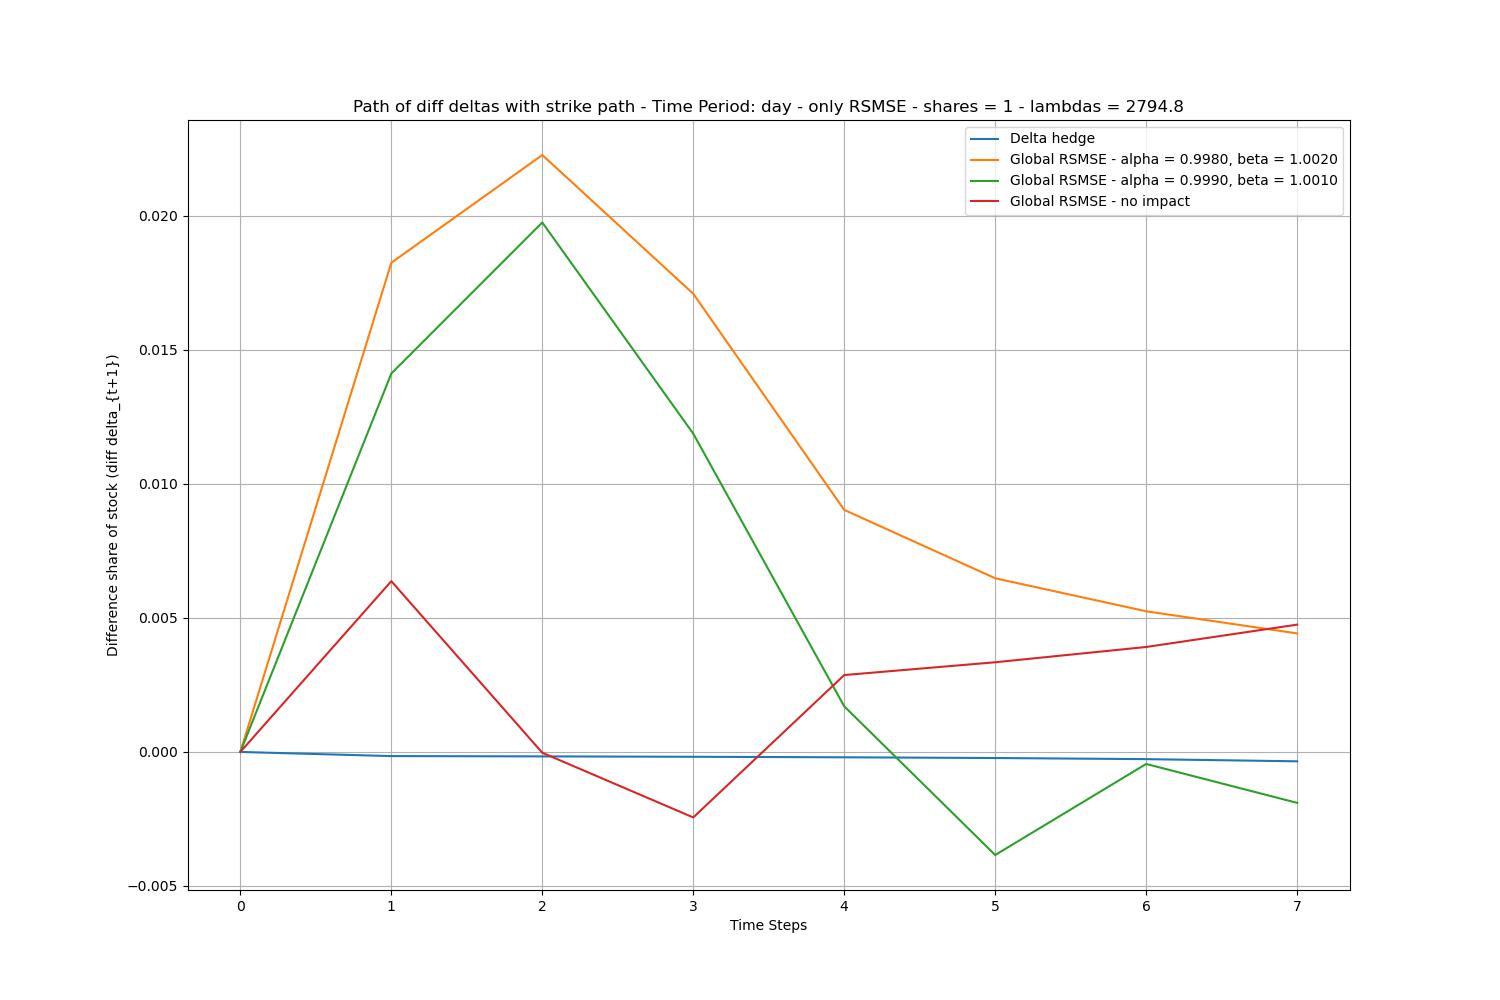 Path of diff deltas with strike path - Time Period: day - only RSMSE - shares = 1 - lambdas = 2794.8
Delta hedge
Global RSMSE - alpha = 0.9980, beta = 1.0020
Global RSMSE - alpha = 0.9990, beta = 1.0010
Global RSMSE - no impact
Difference share of stock (diff delta_{t+1})
0.020
0.015
0.010
0.005
0.000
−0.005
0 1 2 3 4 5 6 7
Time Steps